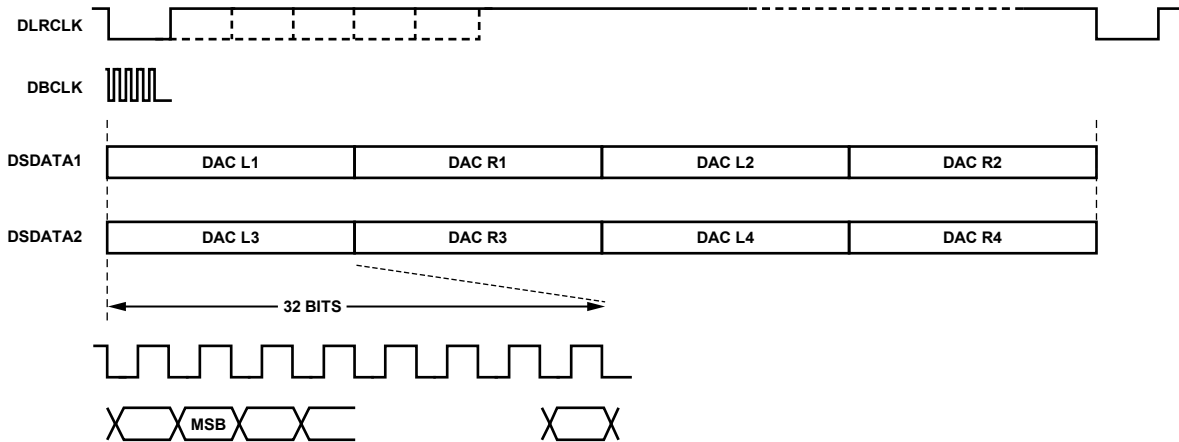 DLRCLK
DBCLK
DSDATA1 DAC L1 DAC R1 DAC L2 DAC R2
DSDATA2 DAC L3 DAC R3 DAC L4 DAC R4
32 BITS
MSB